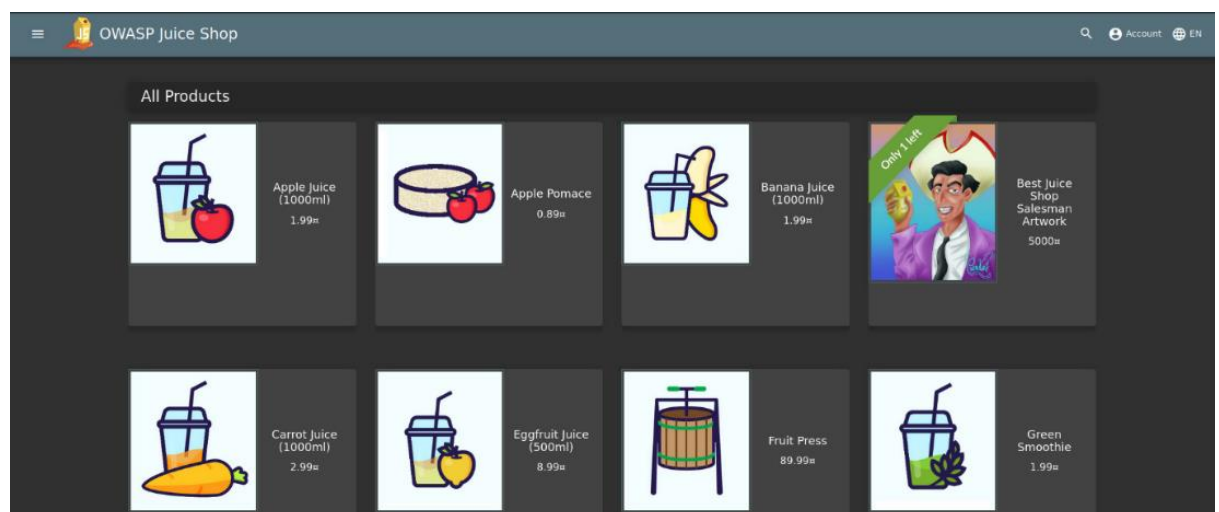 OWASP Juice Shop
Account
EN
All Products
Apple Juice
(1000ml)
1.99¤
Apple Pomace
0.89¤
Banana Juice
(1000ml)
1.99¤
Only 1 left
Best Juice
Shop
Salesman
Artwork
5000¤
Carrot Juice
(1000ml)
2.99¤
Eggfruit Juice
(500ml)
8.99¤
Fruit Press
89.99¤
Green
Smoothie
1.99¤